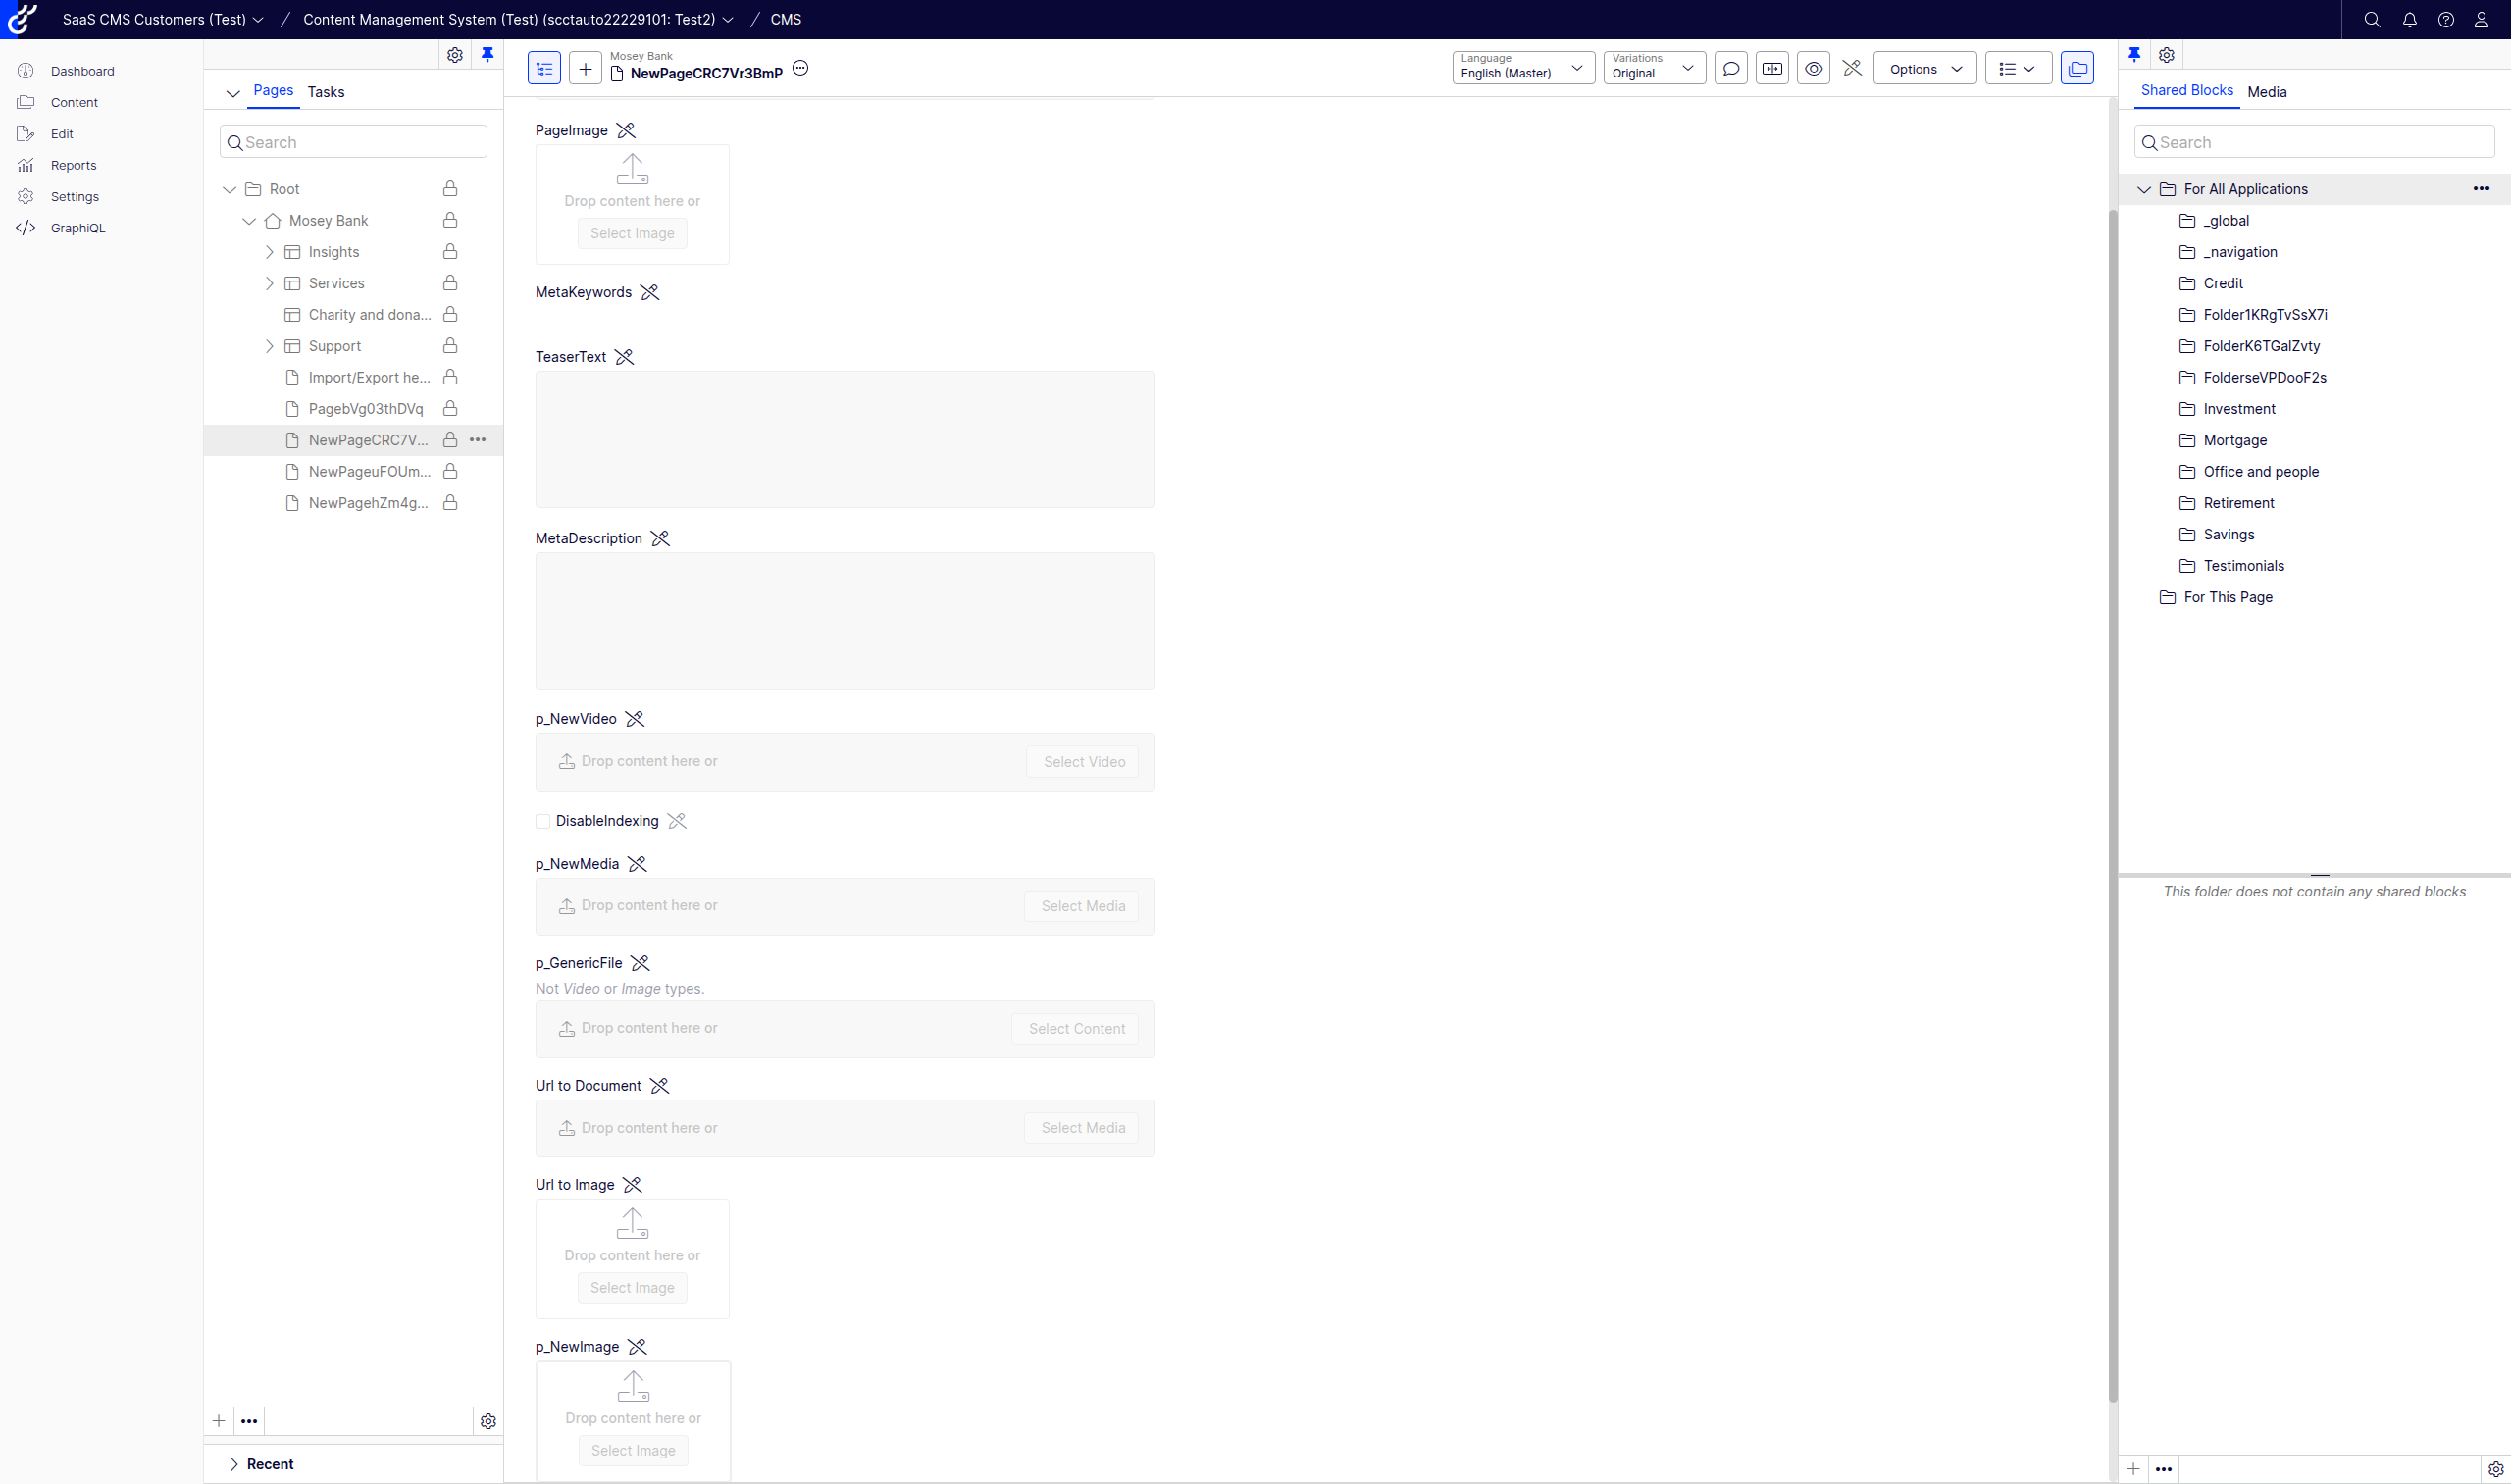 SaaS CMS Customers (Test) / Content Management System (Test) (scctauto22229101: Test2) / CMS
Dashboard
Content
Edit
Reports
Settings
GraphiQL
Pages Tasks
Search
Root
Mosey Bank
Insights
Services
Charity and dona...
Support
Import/Export he...
PagebVg03thDVq
NewPageCRC7V...
NewPageuFOUm...
NewPagehZm4g...
Recent
Mosey Bank
NewPageCRC7Vr3BmP
Language
English (Master)
Variations
Original
Options
PageImage
Drop content here or
Select Image
MetaKeywords
TeaserText
MetaDescription
p_NewVideo
Drop content here or Select Video
DisableIndexing
p_NewMedia
Drop content here or Select Media
p_GenericFile
Not Video or Image types.
Drop content here or Select Content
Url to Document
Drop content here or Select Media
Url to Image
Drop content here or
Select Image
p_NewImage
Drop content here or
Select Image
Shared Blocks Media
Search
For All Applications
_global
_navigation
Credit
Folder1KRgTvSsX7i
FolderK6TGalZvty
FolderseVPDooF2s
Investment
Mortgage
Office and people
Retirement
Savings
Testimonials
For This Page
This folder does not contain any shared blocks